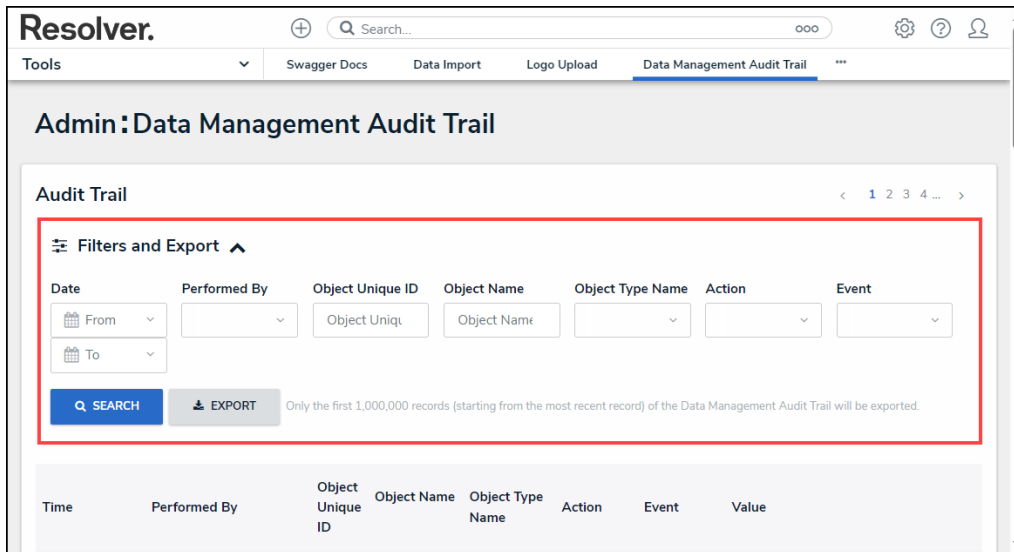 Resolver.
Search...
Tools
Swagger Docs
Data Import
Logo Upload
Data Management Audit Trail
Admin:Data Management Audit Trail
Audit Trail
1 2 3 4 ...
Filters and Export
Date
Performed By
Object Unique ID
Object Name
Object Type Name
Action
Event
From
Object Uniqu
Object Name
To
SEARCH
EXPORT
Only the first 1,000,000 records (starting from the most recent record) of the Data Management Audit Trail will be exported.
Time
Performed By
Object
Unique
ID
Object Name
Object Type
Name
Action
Event
Value